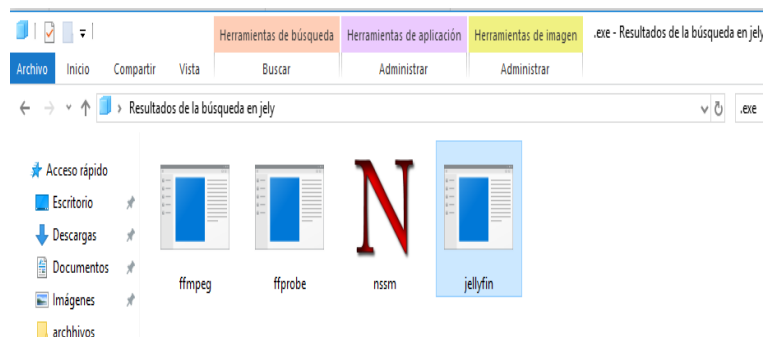 Herramientas de búsqueda
Herramientas de aplicación
Herramientas de imagen
.exe - Resultados de la búsqueda en jely
Archivo
Inicio
Compartir
Vista
Buscar
Administrar
Administrar
Resultados de la búsqueda en jely
.exe
Acceso rápido
Escritorio
Descargas
Documentos
Imágenes
archhivos
ffmpeg
ffprobe
N
nssm
jellyfin